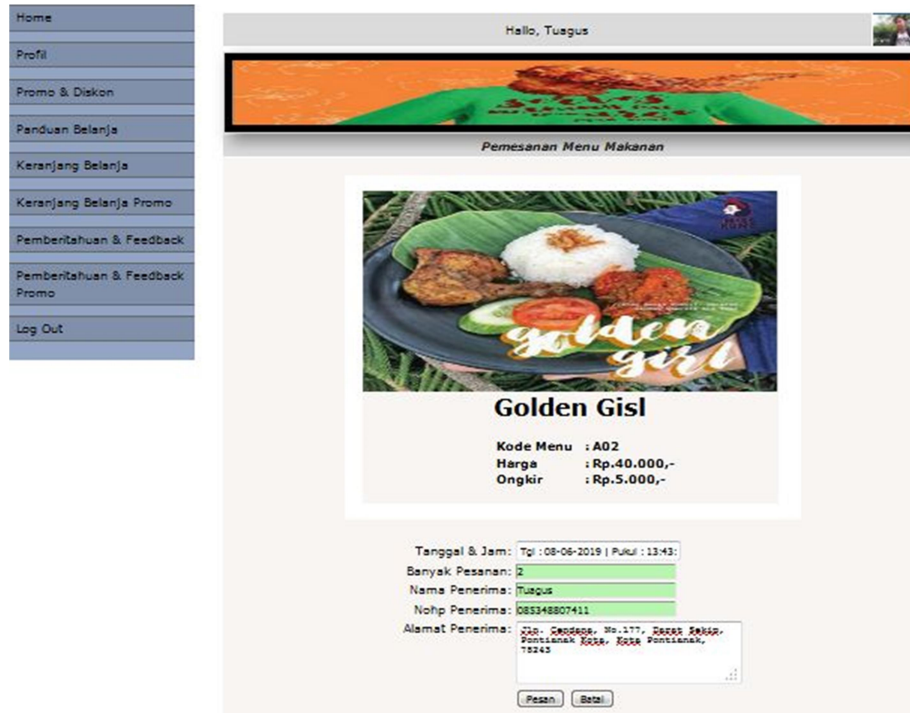 Home
Profil
Promo & Diskon
Panduan Belanja
Keranjang Belanja
Keranjang Belanja Promo
Pemberitahuan & Feedback
Pemberitahuan & Feedback
Promo
Log Out
Hallo, Tuagus
Pemesanan Menu Makanan
golden
girl
Golden Gisl
Kode Menu : A02
Harga : Rp.40.000,-
Ongkir : Rp.5.000,-
Tanggal & Jam: Tgl : 08-06-2019 | Pukul : 13:43:
Banyak Pesanan: 2
Nama Penerima: Tuagus
Nohp Penerima: 085348807411
Alamat Penerima: Jln. Cendana, No.177, Darat Sekip,
Pontianak Kota, Kota Pontianak,
78243
Pesan Batal